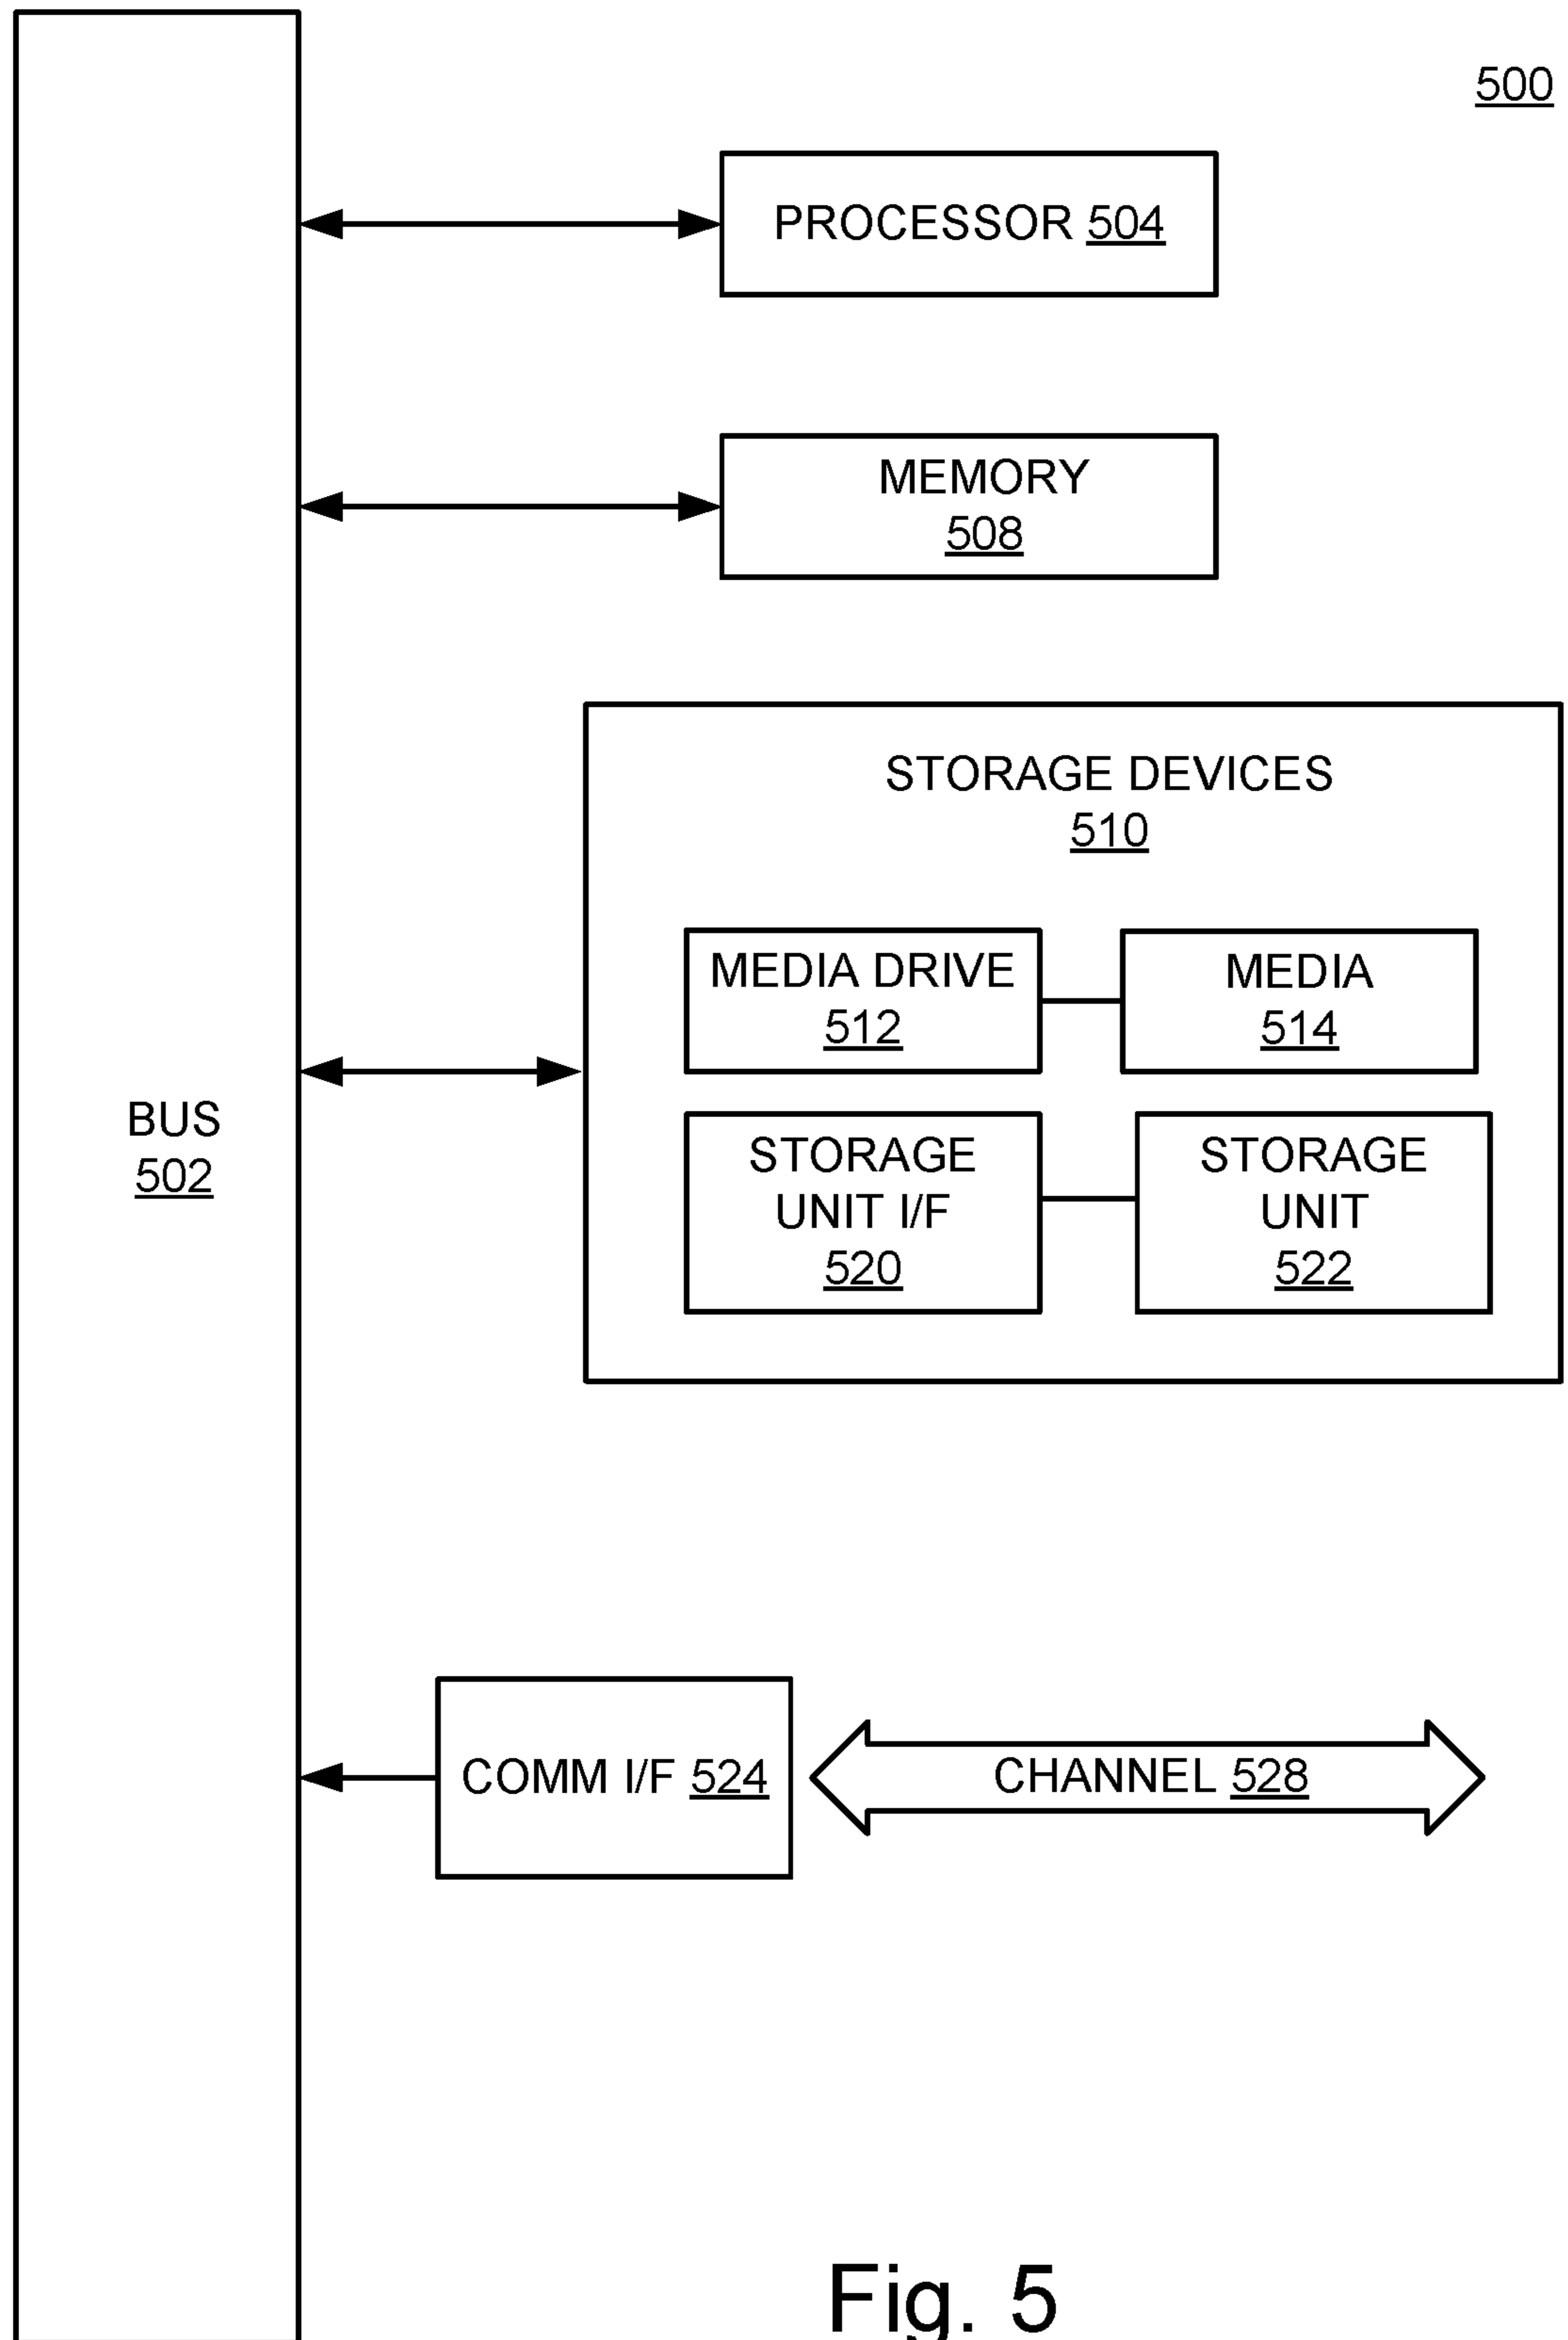 500
PROCESSOR 504
MEMORY
508
STORAGE DEVICES
510
MEDIA DRIVE
512
MEDIA
514
BUS
502
STORAGE
UNIT I/F
520
STORAGE
UNIT
522
COMM I/F 524
CHANNEL 528
Fig. 5